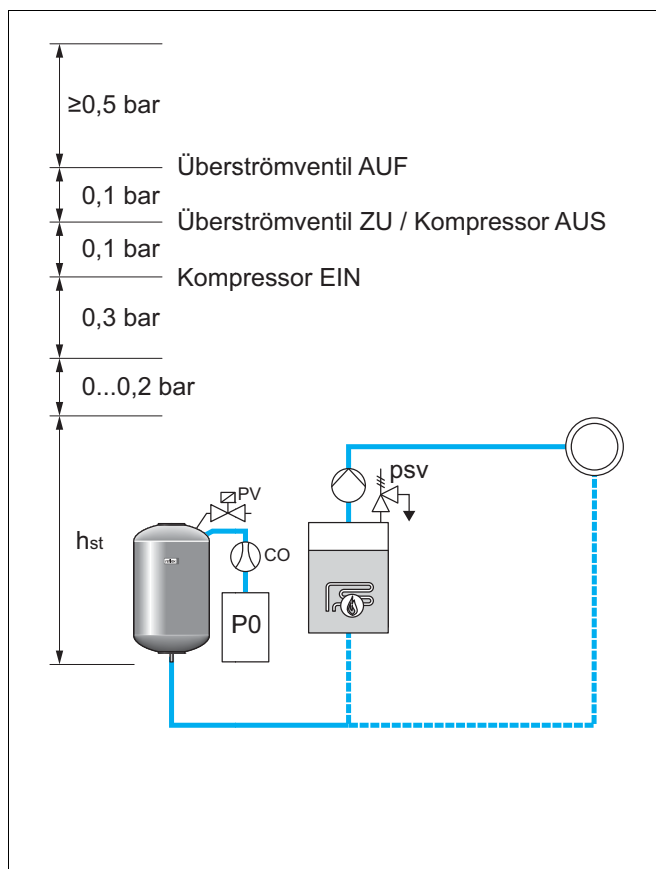 ≥0,5 bar
Überströmventil AUF
0,1 bar
Überströmventil ZU / Kompressor AUS
0,1 bar
Kompressor EIN
0,3 bar
0...0,2 bar
psv
PV
hst
CO
P0